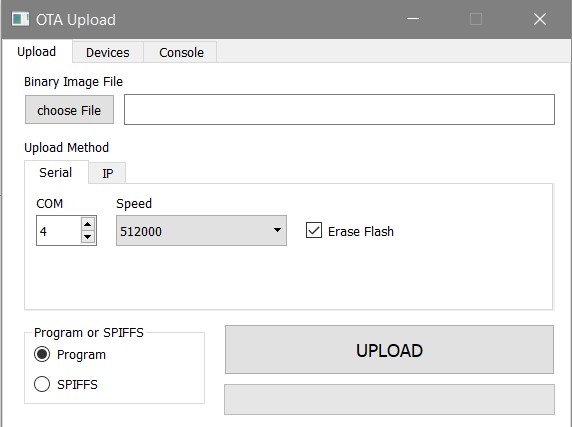 OTA Upload
Upload Devices Console
Binary Image File
choose File
Upload Method
Serial IP
COM Speed
4 512000 Erase Flash
Program or SPIFFS
Program
UPLOAD
SPIFFS